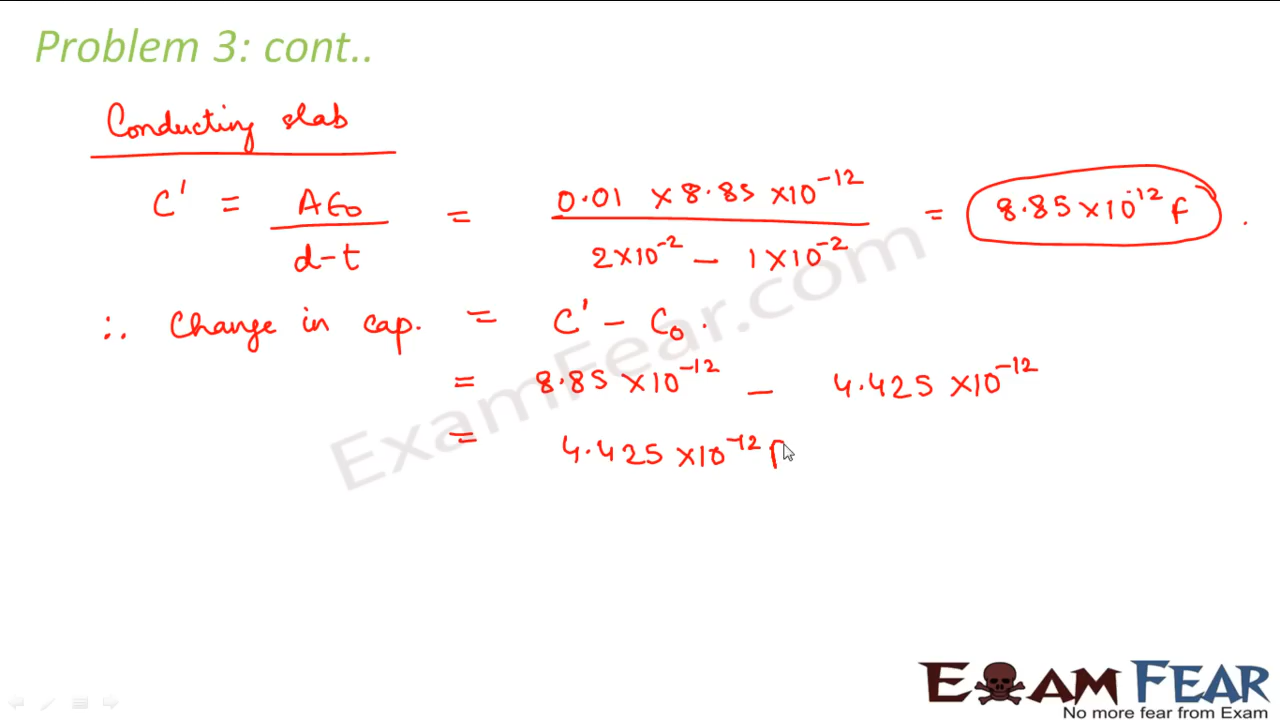 Problem 3: cont..
Conducting slab
C' = Aε0 / d-t = 0.01 × 8.85 ×10⁻¹² / 2×10⁻² - 1×10⁻² = 8.85 ×10⁻¹² F.
∴ Change in cap. = C' - C0.
= 8.85 ×10⁻¹² - 4.425 ×10⁻¹²
= 4.425 ×10⁻¹²
ExamFear.com
EXAM FEAR
No more fear from Exam